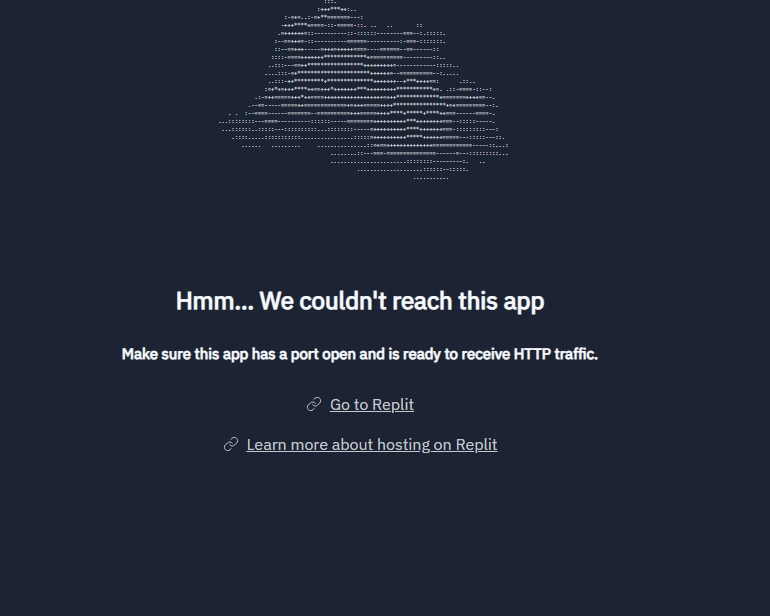 Hmm... We couldn't reach this app
Make sure this app has a port open and is ready to receive HTTP traffic.
Go to Replit
Learn more about hosting on Replit